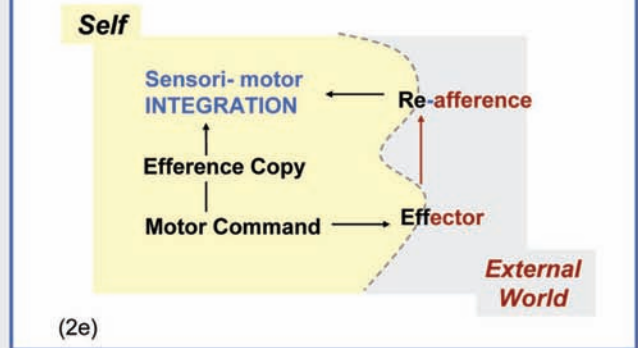 Self
Sensori- motor
INTEGRATION
Re-afference
Efference Copy
Motor Command
Effector
External
World
(2e)